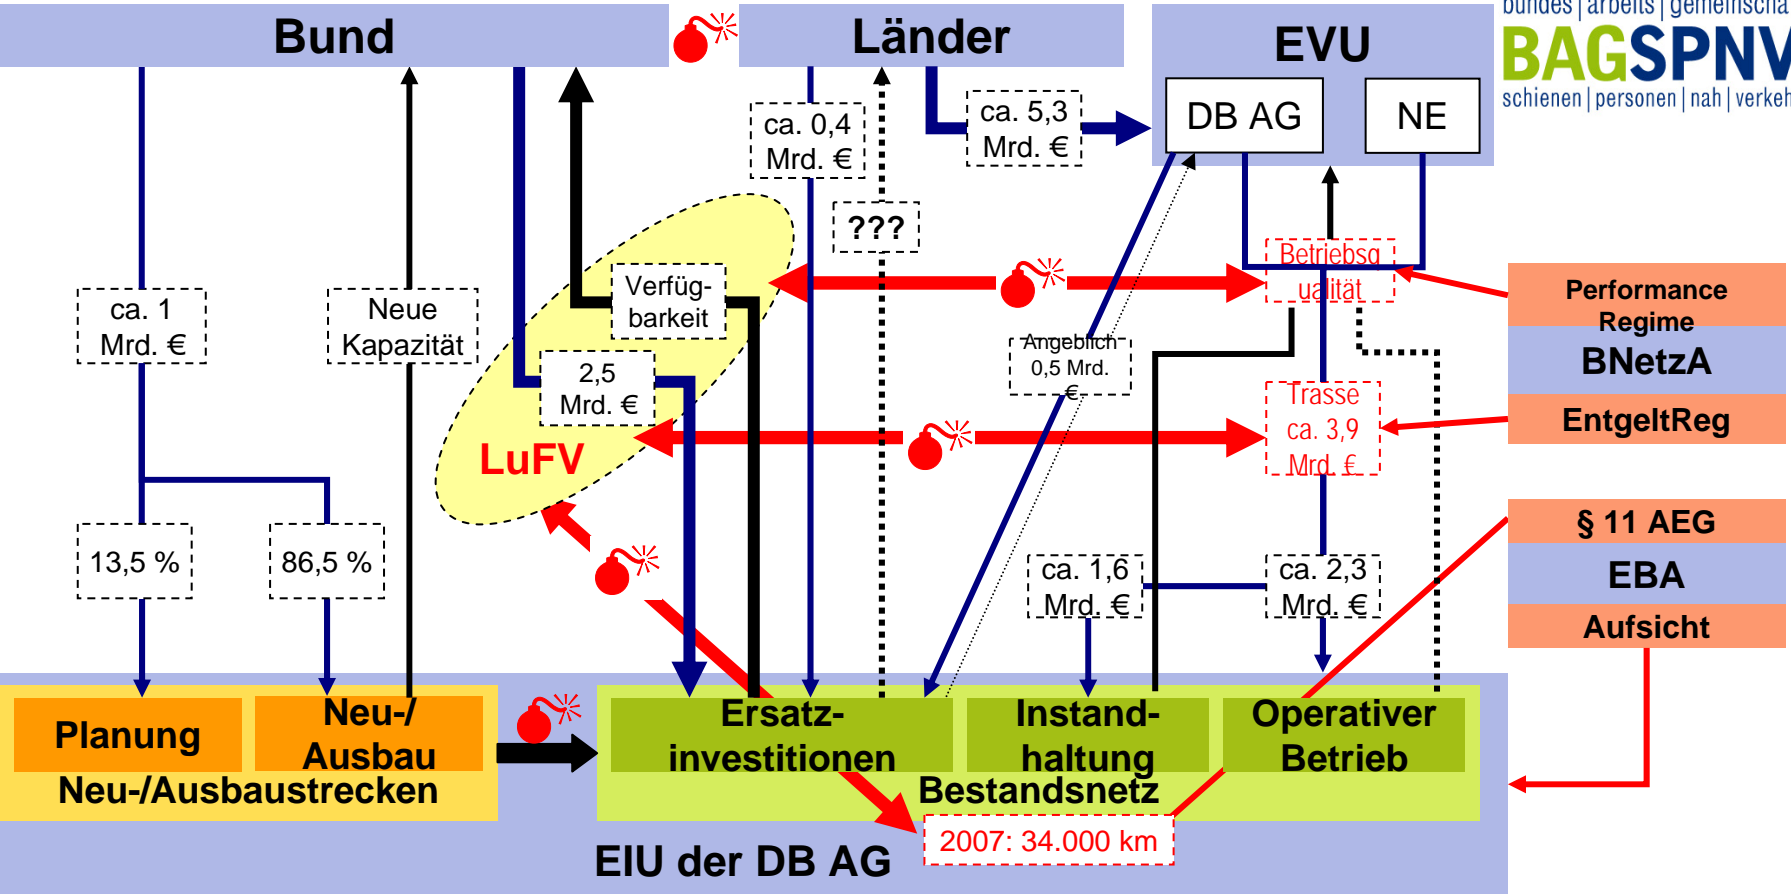 Bund
Länder
EVU
bundes | arbeits | gemeinscha
BAGSPNV
schienen | personen | nah | verkeh
DB AG
NE
ca. 0,4
Mrd. €
ca. 5,3
Mrd. €
???
ca. 1
Mrd. €
Neue
Kapazität
Verfüg-
barkeit
2,5
Mrd. €
LuFV
Betriebsq
ualität
Angeblich
0,5 Mrd.
€
Trasse
ca. 3,9
Mrd. €
Performance
Regime
BNetzA
EntgeltReg
§ 11 AEG
EBA
Aufsicht
13,5 %
86,5 %
ca. 1,6
Mrd. €
ca. 2,3
Mrd. €
Planung
Neu-/
Ausbau
Neu-/Ausbaustrecken
Ersatz-
investitionen
Instand-
haltung
Operativer
Betrieb
Bestandsnetz
2007: 34.000 km
EIU der DB AG